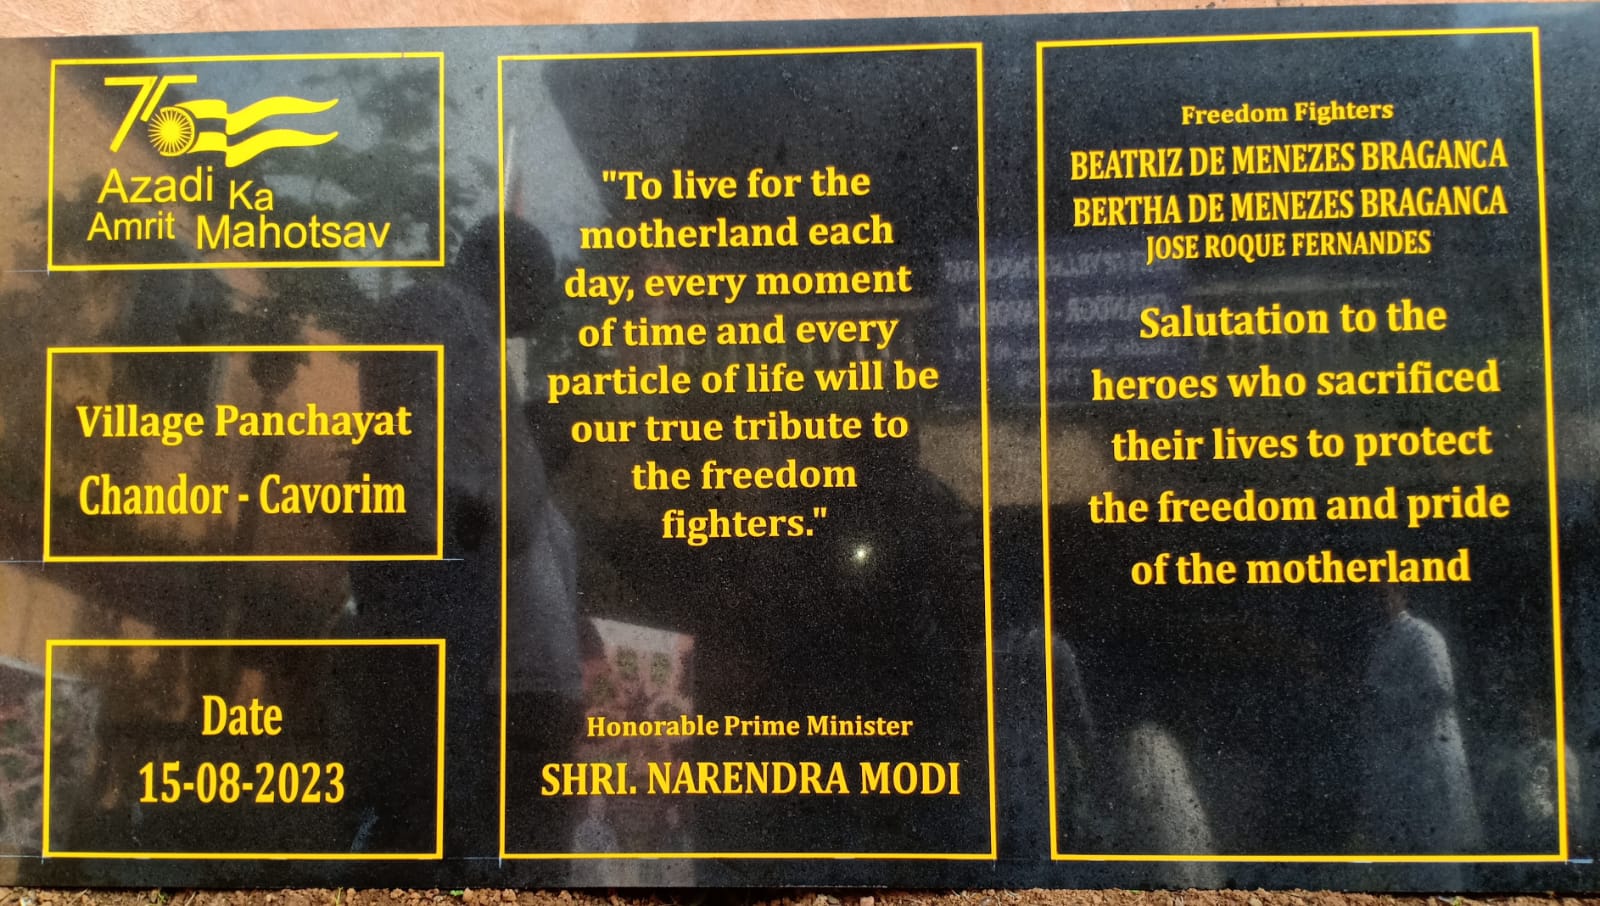 75
Azadi Ka
Amrit Mahotsav
Village Panchayat
Chandor - Cavorim
Date
15-08-2023
"To live for the
motherland each
day, every moment
of time and every
particle of life will be
our true tribute to
the freedom
fighters."
Honorable Prime Minister
SHRI. NARENDRA MODI
Freedom Fighters
BEATRIZ DE MENEZES BRAGANCA
BERTHA DE MENEZES BRAGANCA
JOSE ROQUE FERNANDES
Salutation to the
heroes who sacrificed
their lives to protect
the freedom and pride
of the motherland